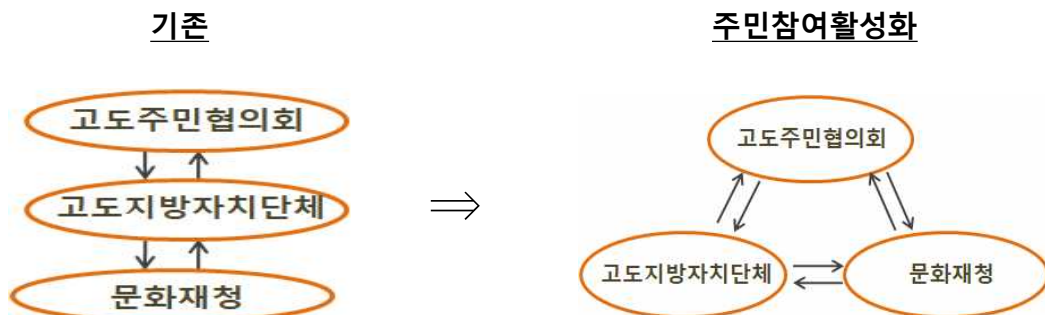 기존
고도주민협의회
고도지방자치단체
문화재청
⇒
주민참여활성화
고도주민협의회
고도지방자치단체
문화재청